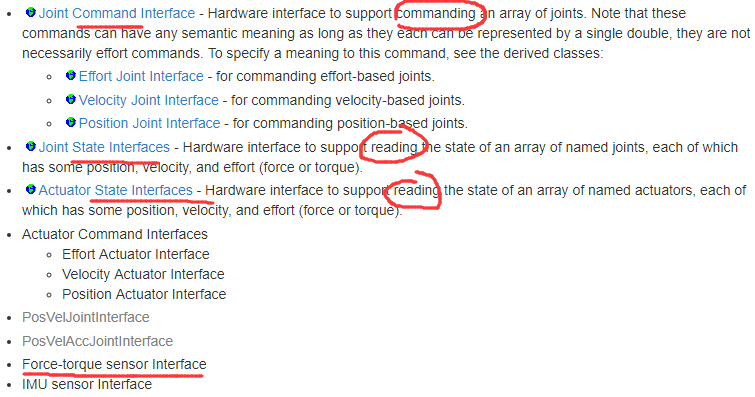 Joint Command Interface - Hardware interface to support commanding an array of joints. Note that these
commands can have any semantic meaning as long as they each can be represented by a single double, they are not
necessarily effort commands. To specify a meaning to this command, see the derived classes:
Effort Joint Interface - for commanding effort-based joints.
Velocity Joint Interface - for commanding velocity-based joints.
Position Joint Interface - for commanding position-based joints.
Joint State Interfaces - Hardware interface to support reading the state of an array of named joints, each of which
has some position, velocity, and effort (force or torque).
Actuator State Interfaces - Hardware interface to support reading the state of an array of named actuators, each of
which has some position, velocity, and effort (force or torque).
Actuator Command Interfaces
Effort Actuator Interface
Velocity Actuator Interface
Position Actuator Interface
PosVelJointInterface
PosVelAccJointInterface
Force-torque sensor Interface
IMU sensor Interface